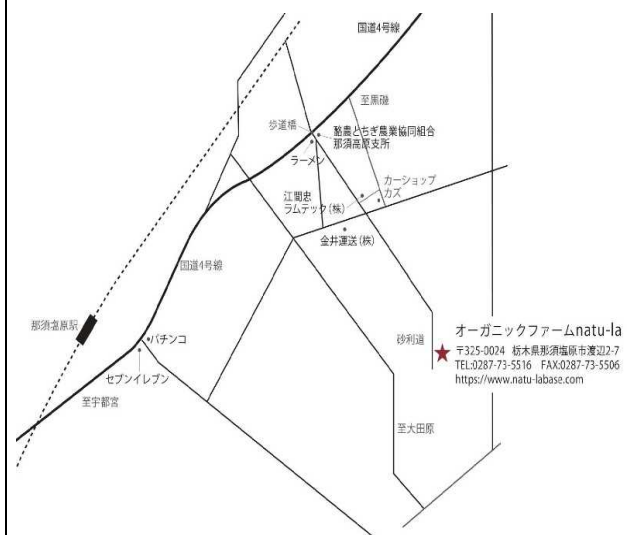 国道4号線
至黒磯
歩道橋
酪農とちぎ農業協同組合
那須高原支所
ラーメン
カーショップ
カズ
江間忠
ラムテック(株)
金井運送(株)
国道4号線
那須塩原駅
パチンコ
セブンイレブン
至宇都宮
砂利道
オーガニックファームnatu-la
〒325-0024 栃木県那須塩原市渡辺2-7
TEL:0287-73-5516 FAX:0287-73-5506
https://www.natu-labase.com
至大田原